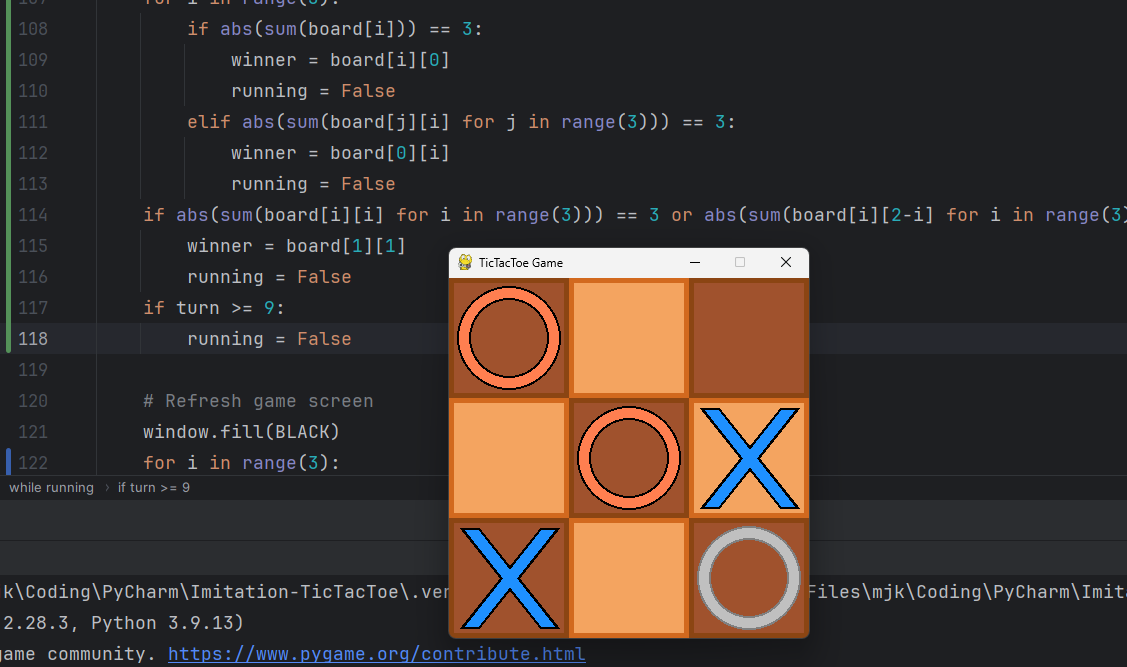 107 for i in range(3):
108 if abs(sum(board[i])) == 3:
109 winner = board[i][0]
110 running = False
111 elif abs(sum(board[j][i] for j in range(3))) == 3:
112 winner = board[0][i]
113 running = False
114 if abs(sum(board[i][i] for i in range(3))) == 3 or abs(sum(board[i][2-i] for i in range(3)
115 winner = board[1][1]
116 running = False
117 if turn >= 9:
118 running = False
119
120 # Refresh game screen
121 window.fill(BLACK)
122 for i in range(3):
while running › if turn >= 9
TicTacToe Game
k\Coding\PyCharm\Imitation-TicTacToe\.ver
Files\mjk\Coding\PyCharm\Imita
2.28.3, Python 3.9.13)
game community. https://www.pygame.org/contribute.html